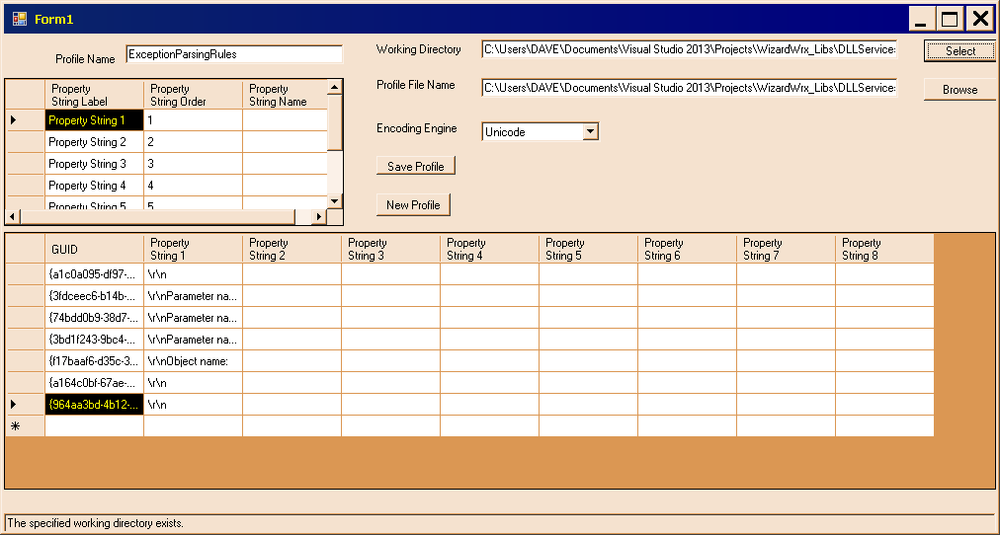 Form1
Profile Name
ExceptionParsingRules
Working Directory
C:\Users\DAVE\Documents\Visual Studio 2013\Projects\WizardWrx_Libs\DLLService
Select
Profile File Name
C:\Users\DAVE\Documents\Visual Studio 2013\Projects\WizardWrx_Libs\DLLService
Browse
Encoding Engine
Unicode
Save Profile
New Profile
Property String Label Property String Order Property String Name
Property String 1 1
Property String 2 2
Property String 3 3
Property String 4 4
Property String 5 5
GUID Property String 1 Property String 2 Property String 3 Property String 4 Property String 5 Property String 6 Property String 7 Property String 8
{a1c0a095-df97-... \r\n
{3fdceec6-b14b-... \r\nParameter na...
{74bdd0b9-38d7-... \r\nParameter na...
{3bd1f243-9bc4-... \r\nParameter na...
{f17baaf6-d35c-3... \r\nObject name:
{a164c0bf-67ae-... \r\n
{964aa3bd-4b12-... \r\n
The specified working directory exists.